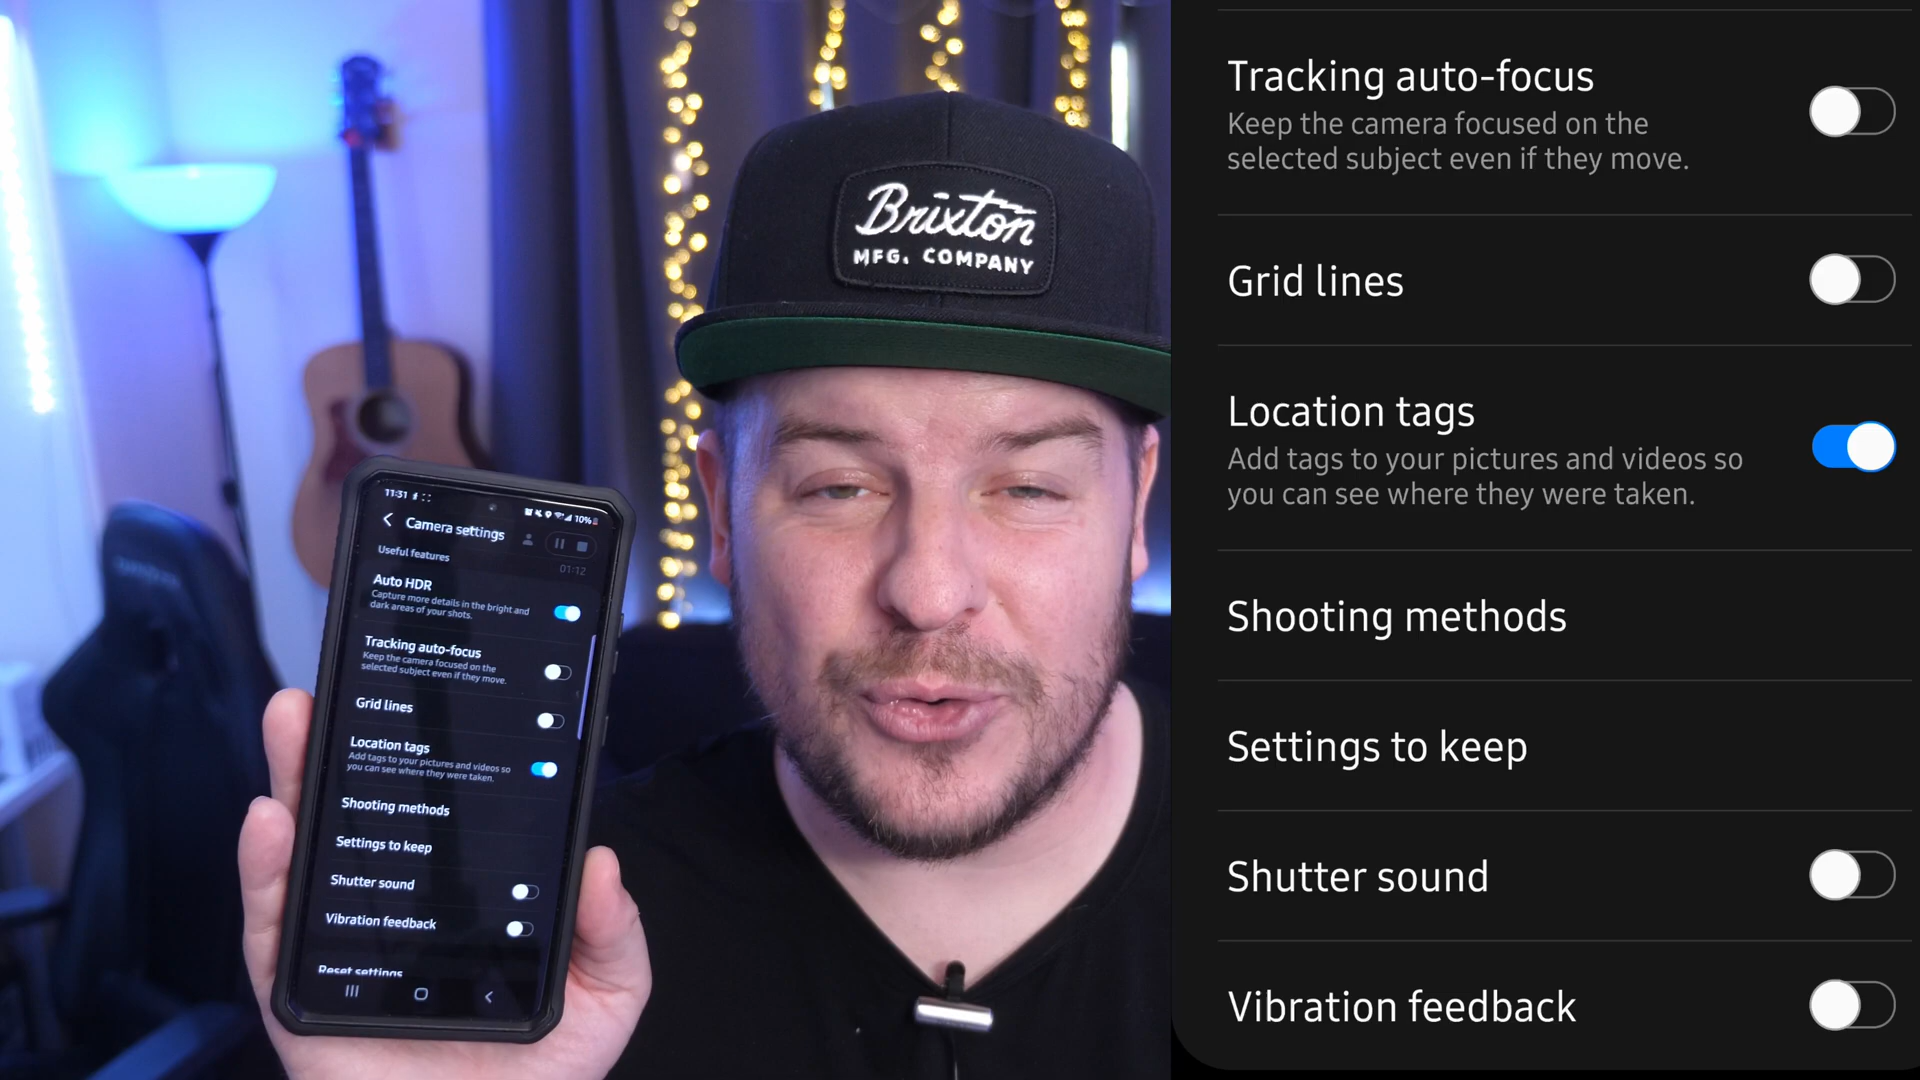 Brixton
MFG. COMPANY
11:31
10%
Camera settings
01:12
Useful features
Auto HDR
Capture more details in the bright and
dark areas of your shots.
Tracking auto-focus
Keep the camera focused on the
selected subject even if they move.
Grid lines
Location tags
Add tags to your pictures and videos so
you can see where they were taken.
Shooting methods
Settings to keep
Shutter sound
Vibration feedback
Reset settings
Tracking auto-focus
Keep the camera focused on the
selected subject even if they move.
Grid lines
Location tags
Add tags to your pictures and videos so
you can see where they were taken.
Shooting methods
Settings to keep
Shutter sound
Vibration feedback